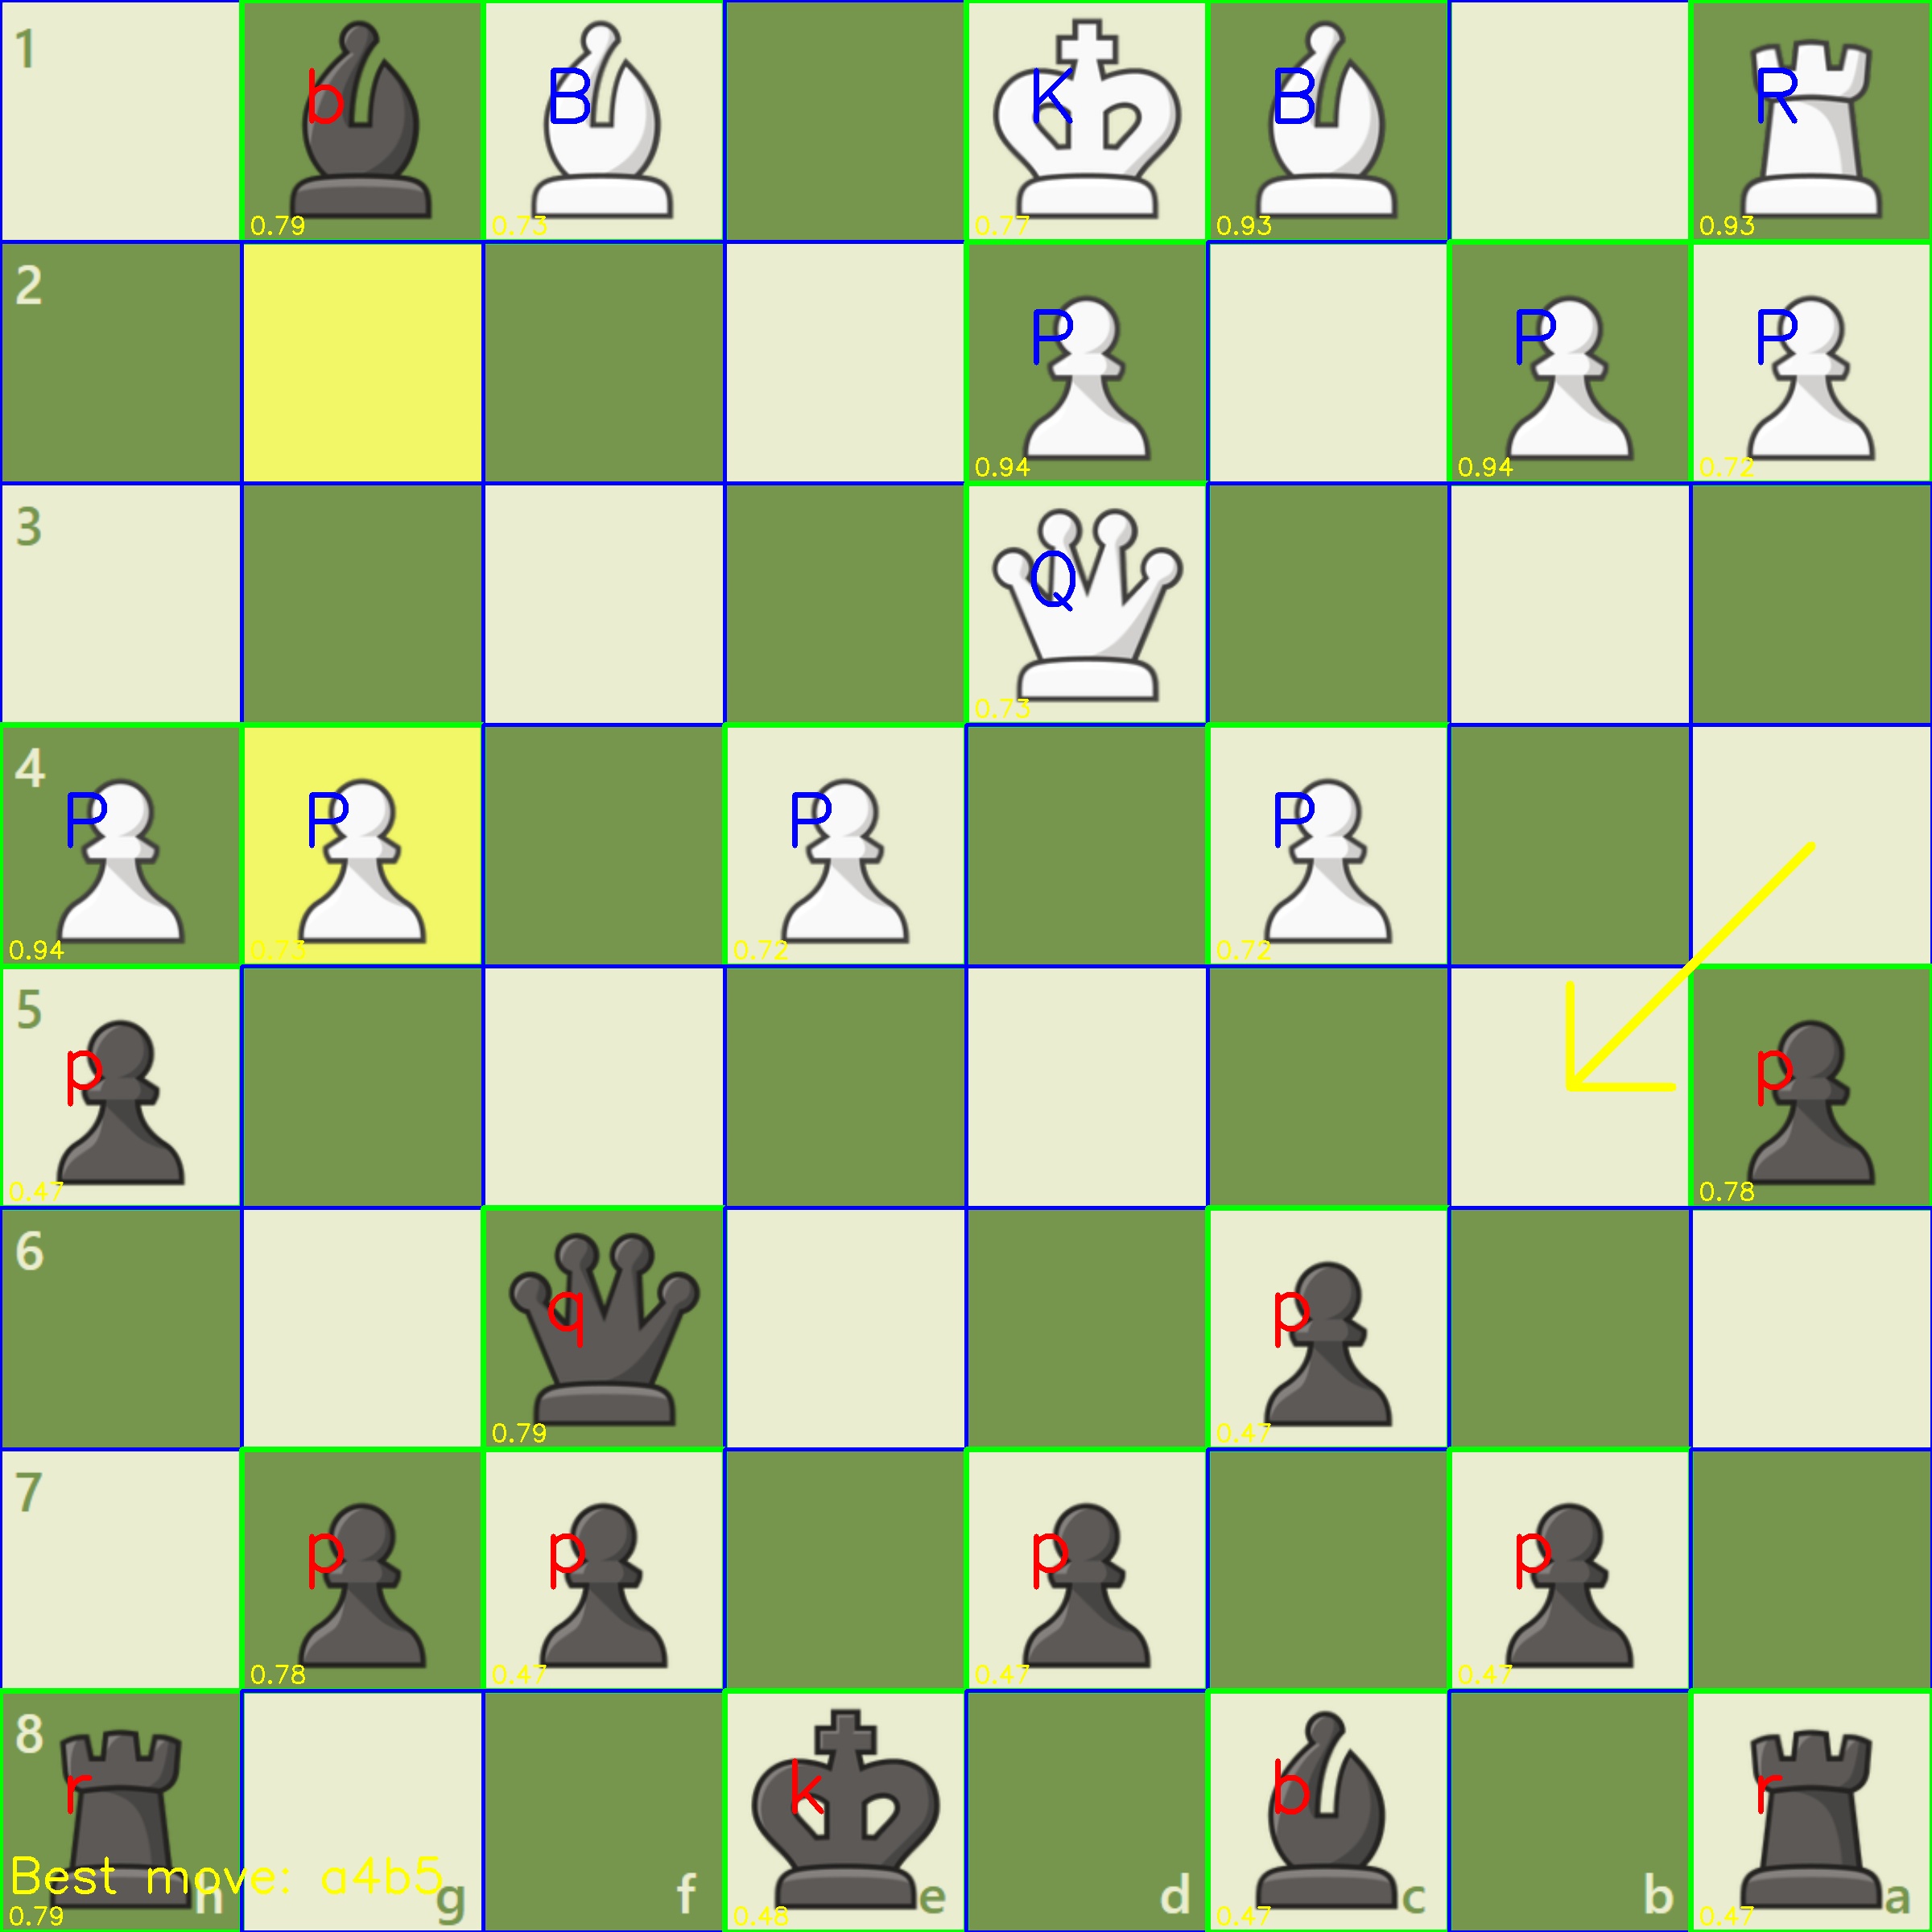 1 b B K B R
0.79 0.73 0.77 0.93 0.93
2 P P P
0.94 0.94 0.72
3 Q
0.73
4 P P P P
0.94 0.73 0.72 0.72
5 p p
0.47 0.78
6 q p
0.79 0.47
7 p p p p
0.78 0.47 0.47 0.47
8 r k b r
Best move: a4b5
h g f e d c b a
0.79 0.48 0.47 0.47